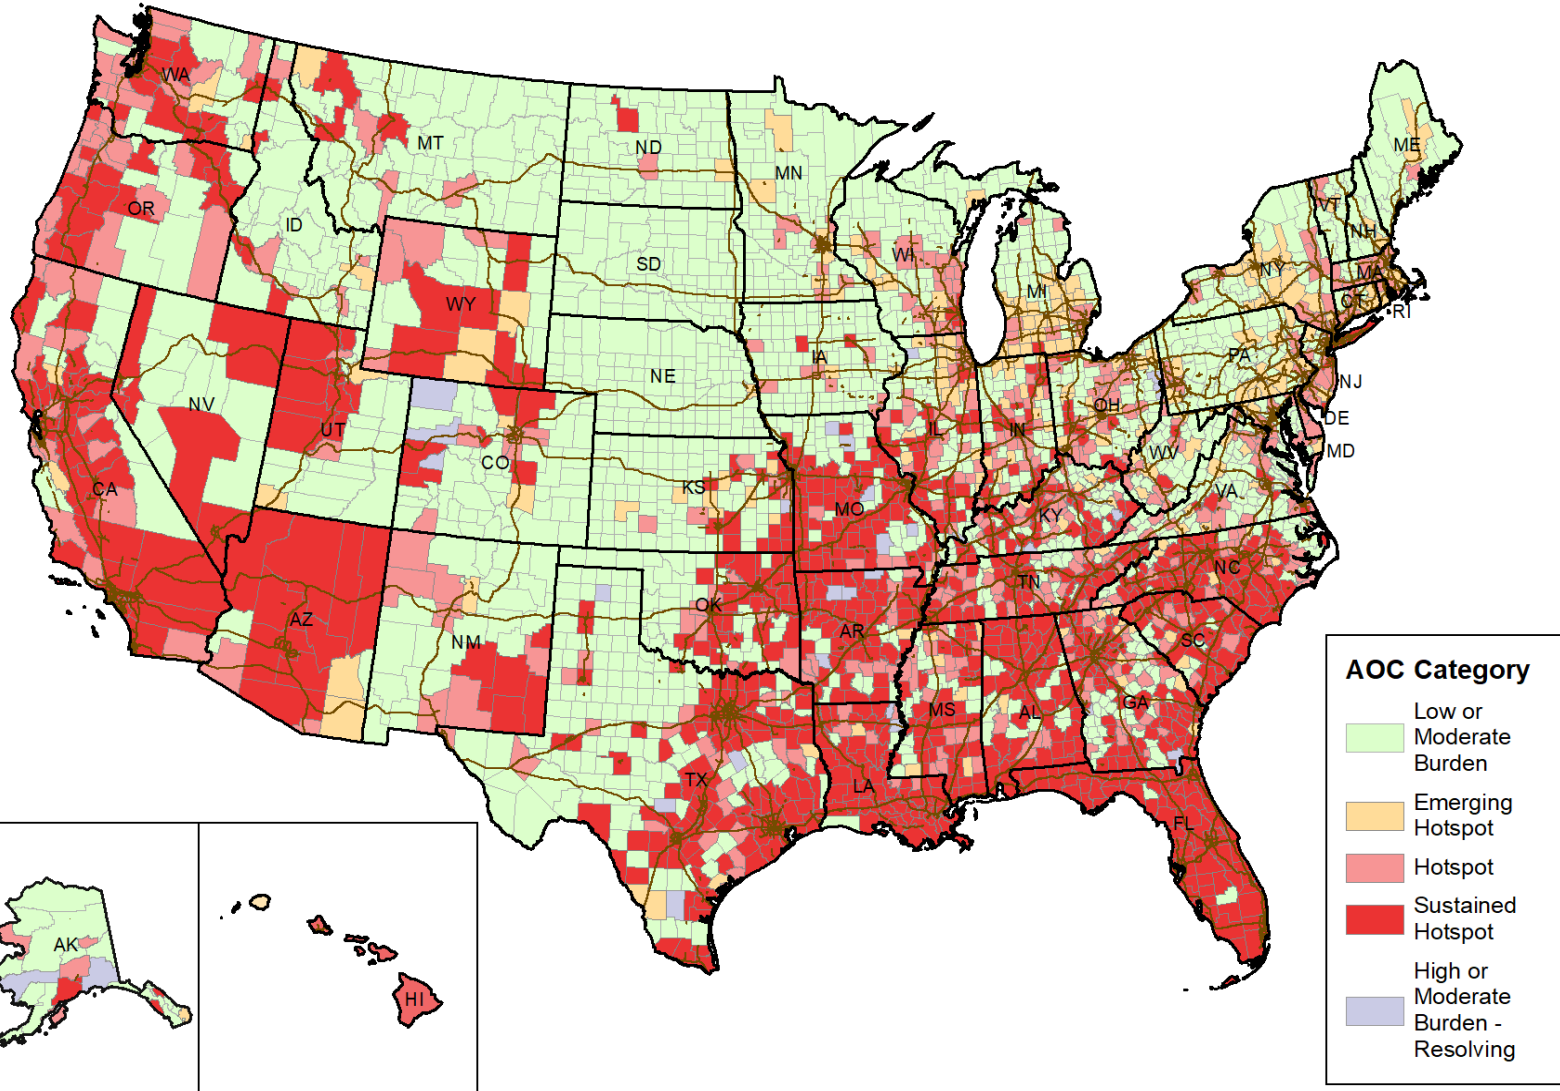 WA
MT
ND
MN
ME
OR
ID
VT
NH
WI
SD
NY
MA
MI
CT
RI
WY
IA
PA
NE
NJ
NV
OH
UT
IL
IN
DE
CO
WV
MD
CA
KS
VA
MO
KY
NC
TN
AZ
OK
AR
NM
SC
MS
AL
GA
TX
LA
FL
AK
HI
AOC Category
Low or
Moderate
Burden
Emerging
Hotspot
Hotspot
Sustained
Hotspot
High or
Moderate
Burden -
Resolving